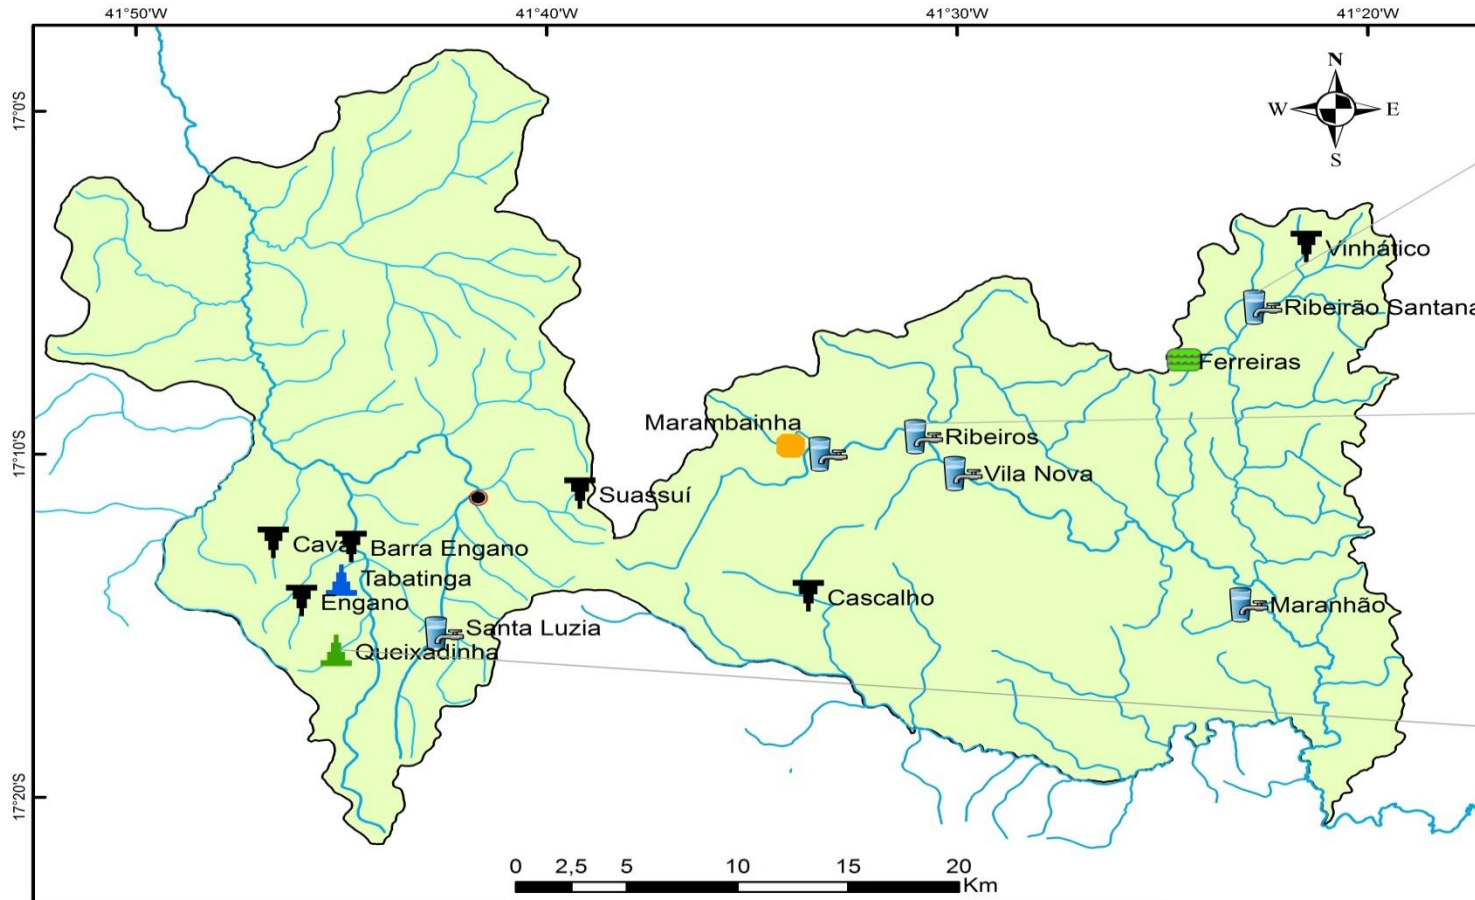 41°50'W
41°40'W
41°30'W
41°20'W
N
W
E
S
17°0'S
Vinhático
Ribeirão Santana
Ferreiras
Marambainha
Ribeiros
17°10'S
Vila Nova
Suassuí
Cava
Barra Engano
Tabatinga
Engano
Cascalho
Maranhão
Santa Luzia
Queixadinha
17°20'S
0 2,5 5 10 15 20
Km